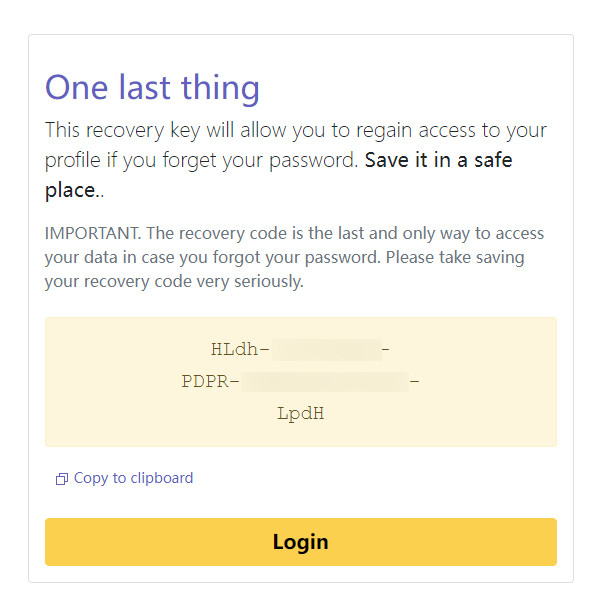 One last thing
This recovery key will allow you to regain access to your
profile if you forget your password. Save it in a safe
place..
IMPORTANT. The recovery code is the last and only way to access
your data in case you forgot your password. Please take saving
your recovery code very seriously.
HLdh- -
PDPR- -
LpdH
Copy to clipboard
Login